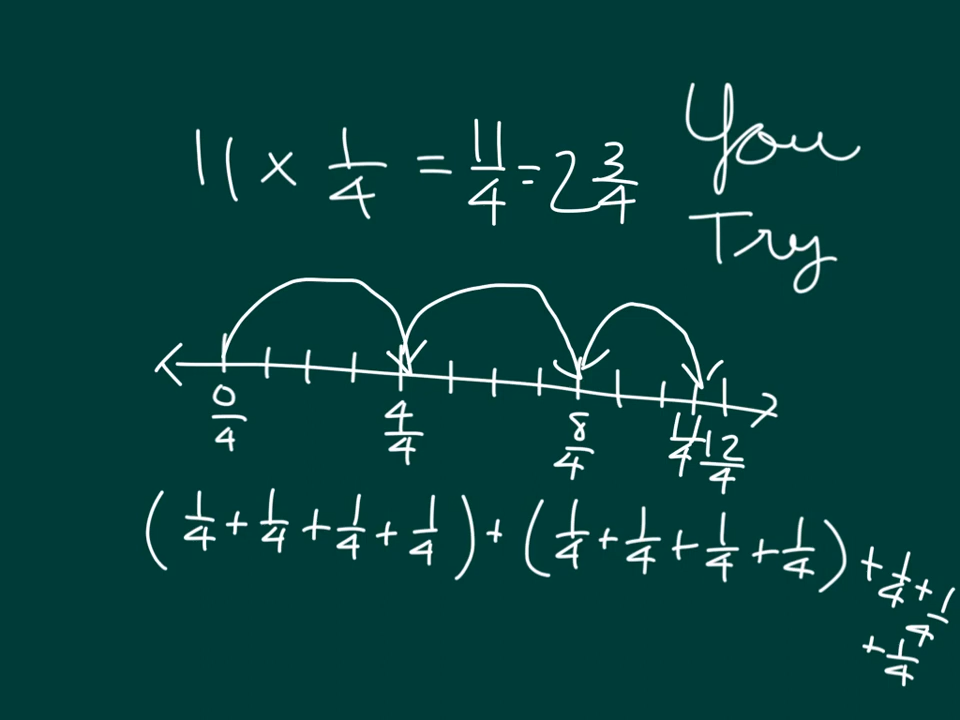 11 × 1/4 = 11/4 = 2 3/4
You
Try
0/4 4/4 8/4 11/4 12/4
(1/4 + 1/4 + 1/4 + 1/4) + (1/4 + 1/4 + 1/4 + 1/4) + 1/4 + 1/4
+ 1/4